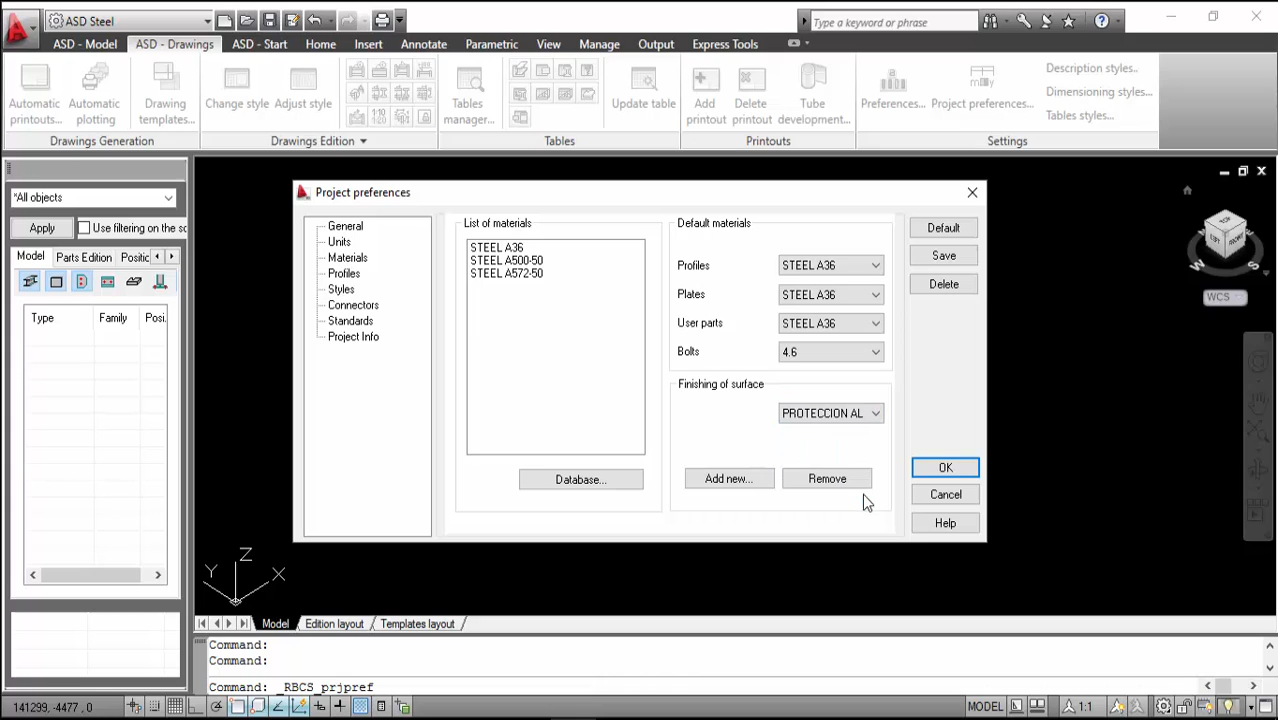 ASD Steel
Type a keyword or phrase
ASD - Model
ASD - Drawings
ASD - Start
Home
Insert
Annotate
Parametric
View
Manage
Output
Express Tools
Automatic printouts...
Automatic plotting
Drawing templates...
Change style
Adjust style
Tables manager...
Update table
Add printout
Delete printout
Tube development...
Preferences...
Project preferences...
Description styles..
Dimensioning styles..
Tables styles...
Drawings Generation
Drawings Edition
Tables
Printouts
Settings
*All objects
Apply
Use filtering on the sc
Model
Parts Edition
Positic
Type
Family
Posi.
Project preferences
General
Units
Materials
Profiles
Styles
Connectors
Standards
Project Info
List of materials
STEEL A36
STEEL A500-50
STEEL A572-50
Database...
Default materials
Profiles
STEEL A36
Plates
STEEL A36
User parts
STEEL A36
Bolts
4.6
Finishing of surface
PROTECCION AL
Add new...
Remove
Default
Save
Delete
OK
Cancel
Help
TOP
LEFT
FRONT
W
S
WCS
Z
Y
X
Model
Edition layout
Templates layout
Command:
Command:
Command: _RBCS_prjpref
141299, -4477 , 0
MODEL
1:1